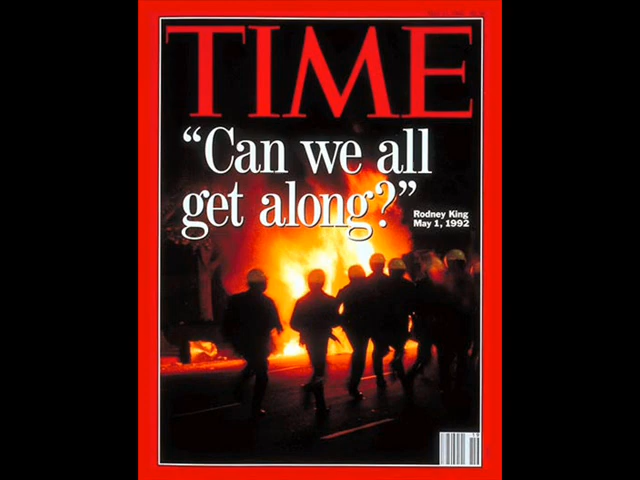 TIME
“Can we all
get along?”
Rodney King
May 1, 1992